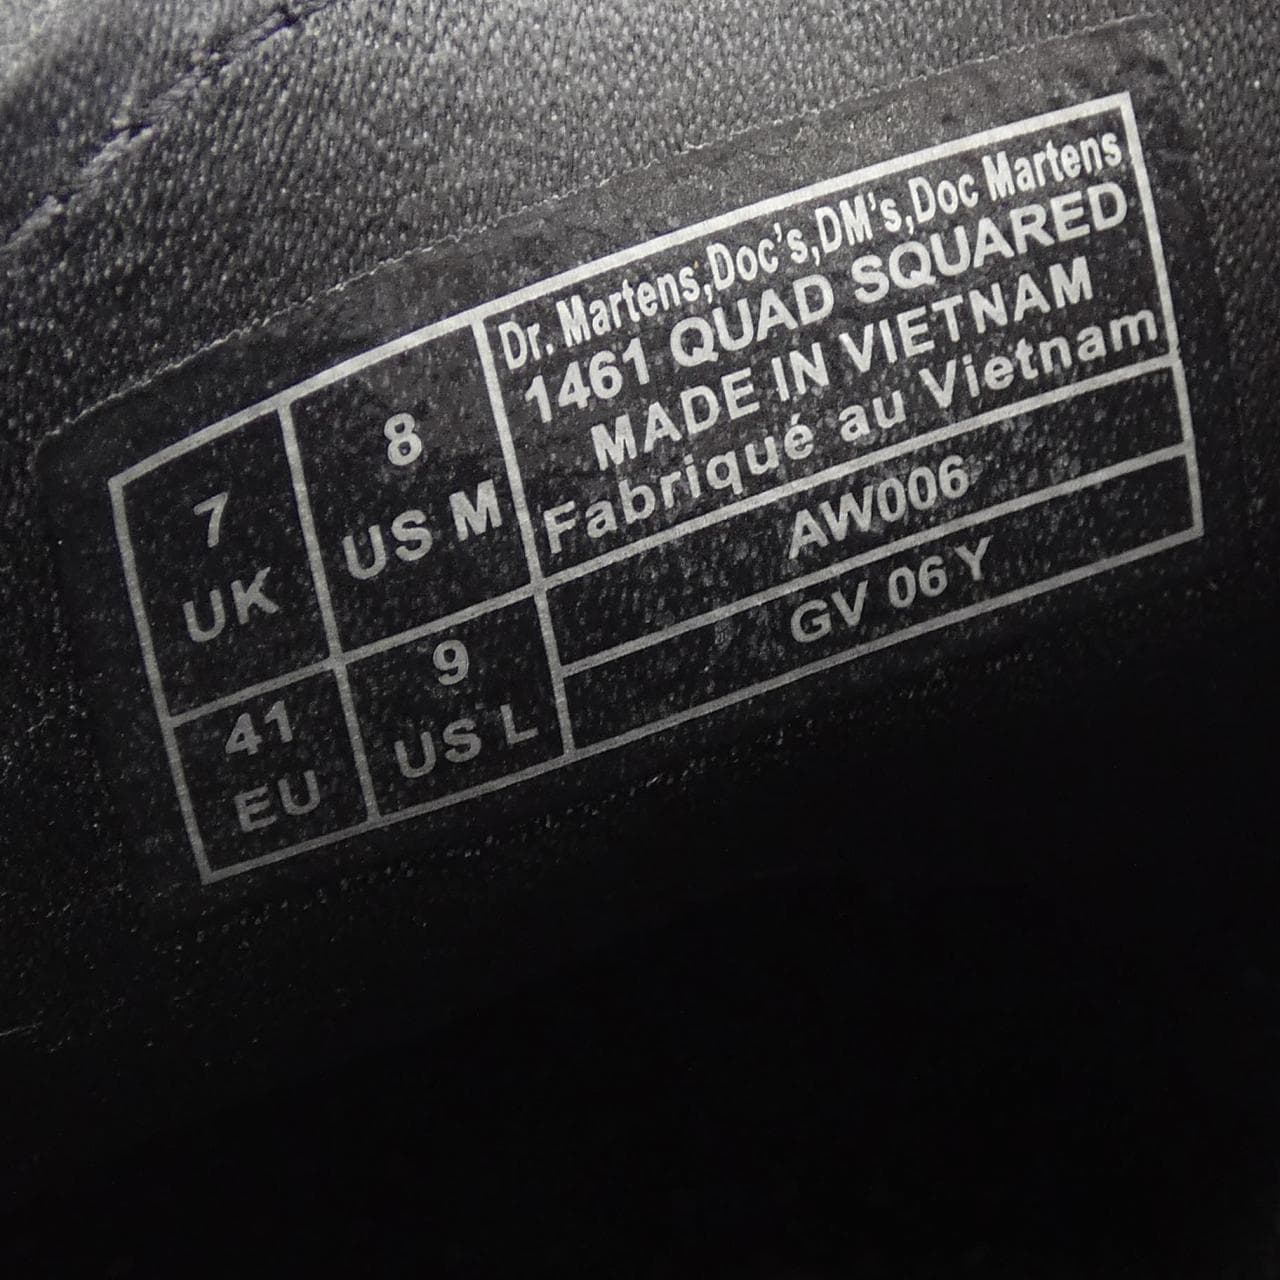 7
UK
8
US M
41
EU
9
US L
Dr. Martens,Doc's,DM's,Doc Martens
1461 QUAD SQUARED
MADE IN VIETNAM
Fabriqué au Vietnam
AW006
GV 06 Y